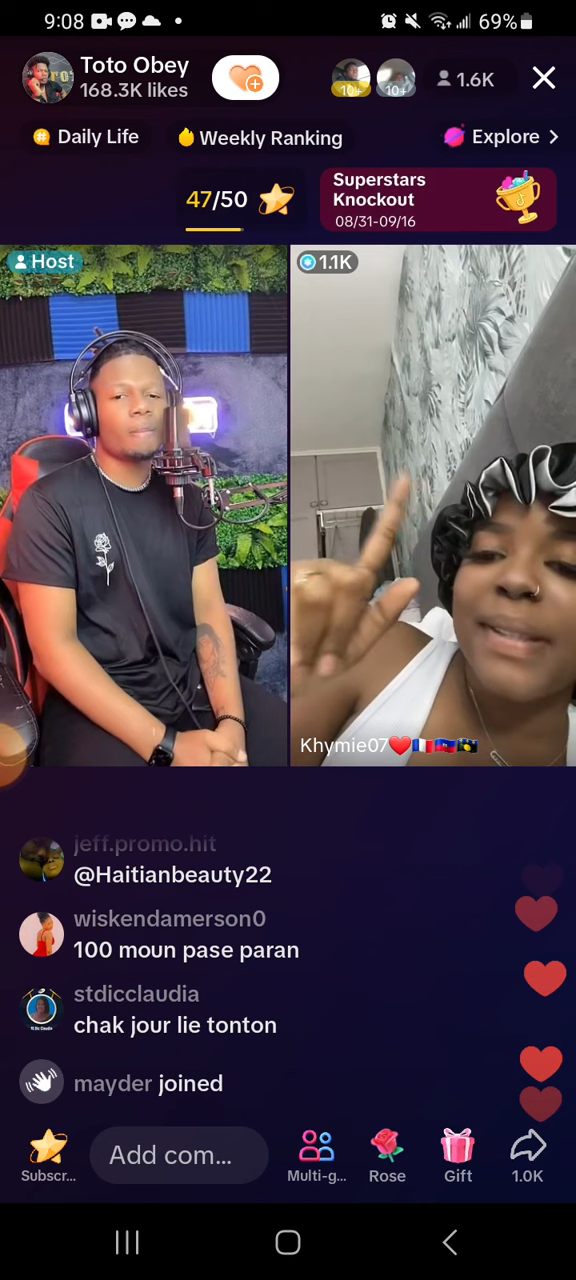 9:08
69%
Toto Obey
168.3K likes
10+
10+
1.6K
Daily Life
Weekly Ranking
Explore
47/50
Superstars
Knockout
08/31-09/16
Host
1.1K
Khymie07❤️🇫🇷🇭🇹🇬🇵
jeff.promo.hit
@Haitianbeauty22
wiskendamerson0
100 moun pase paran
stdicclaudia
chak jour lie tonton
mayder joined
Subscr...
Add com...
Multi-g...
Rose
Gift
1.0K